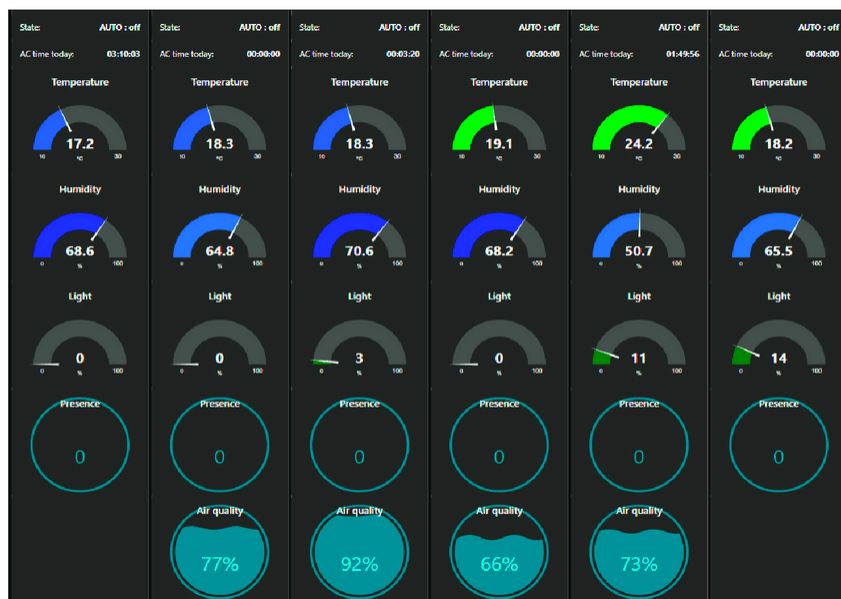 State: AUTO : off
AC time today: 03:10:03
Temperature
17.2
10 °C 30
Humidity
68.6
0 % 100
Light
0
0 % 100
Presence
0
State: AUTO : off
AC time today: 00:00:00
Temperature
18.3
10 °C 30
Humidity
64.8
0 % 100
Light
0
0 % 100
Presence
0
Air quality
77%
State: AUTO : off
AC time today: 00:03:20
Temperature
18.3
10 °C 30
Humidity
70.6
0 % 100
Light
3
0 % 100
Presence
0
Air quality
92%
State: AUTO : off
AC time today: 00:00:00
Temperature
19.1
10 °C 30
Humidity
68.2
0 % 100
Light
0
0 % 100
Presence
0
Air quality
66%
State: AUTO : off
AC time today: 01:49:56
Temperature
24.2
10 °C 30
Humidity
50.7
0 % 100
Light
11
0 % 100
Presence
0
Air quality
73%
State: AUTO : off
AC time today: 00:00:00
Temperature
18.2
10 °C 30
Humidity
65.5
0 % 100
Light
14
0 % 100
Presence
0